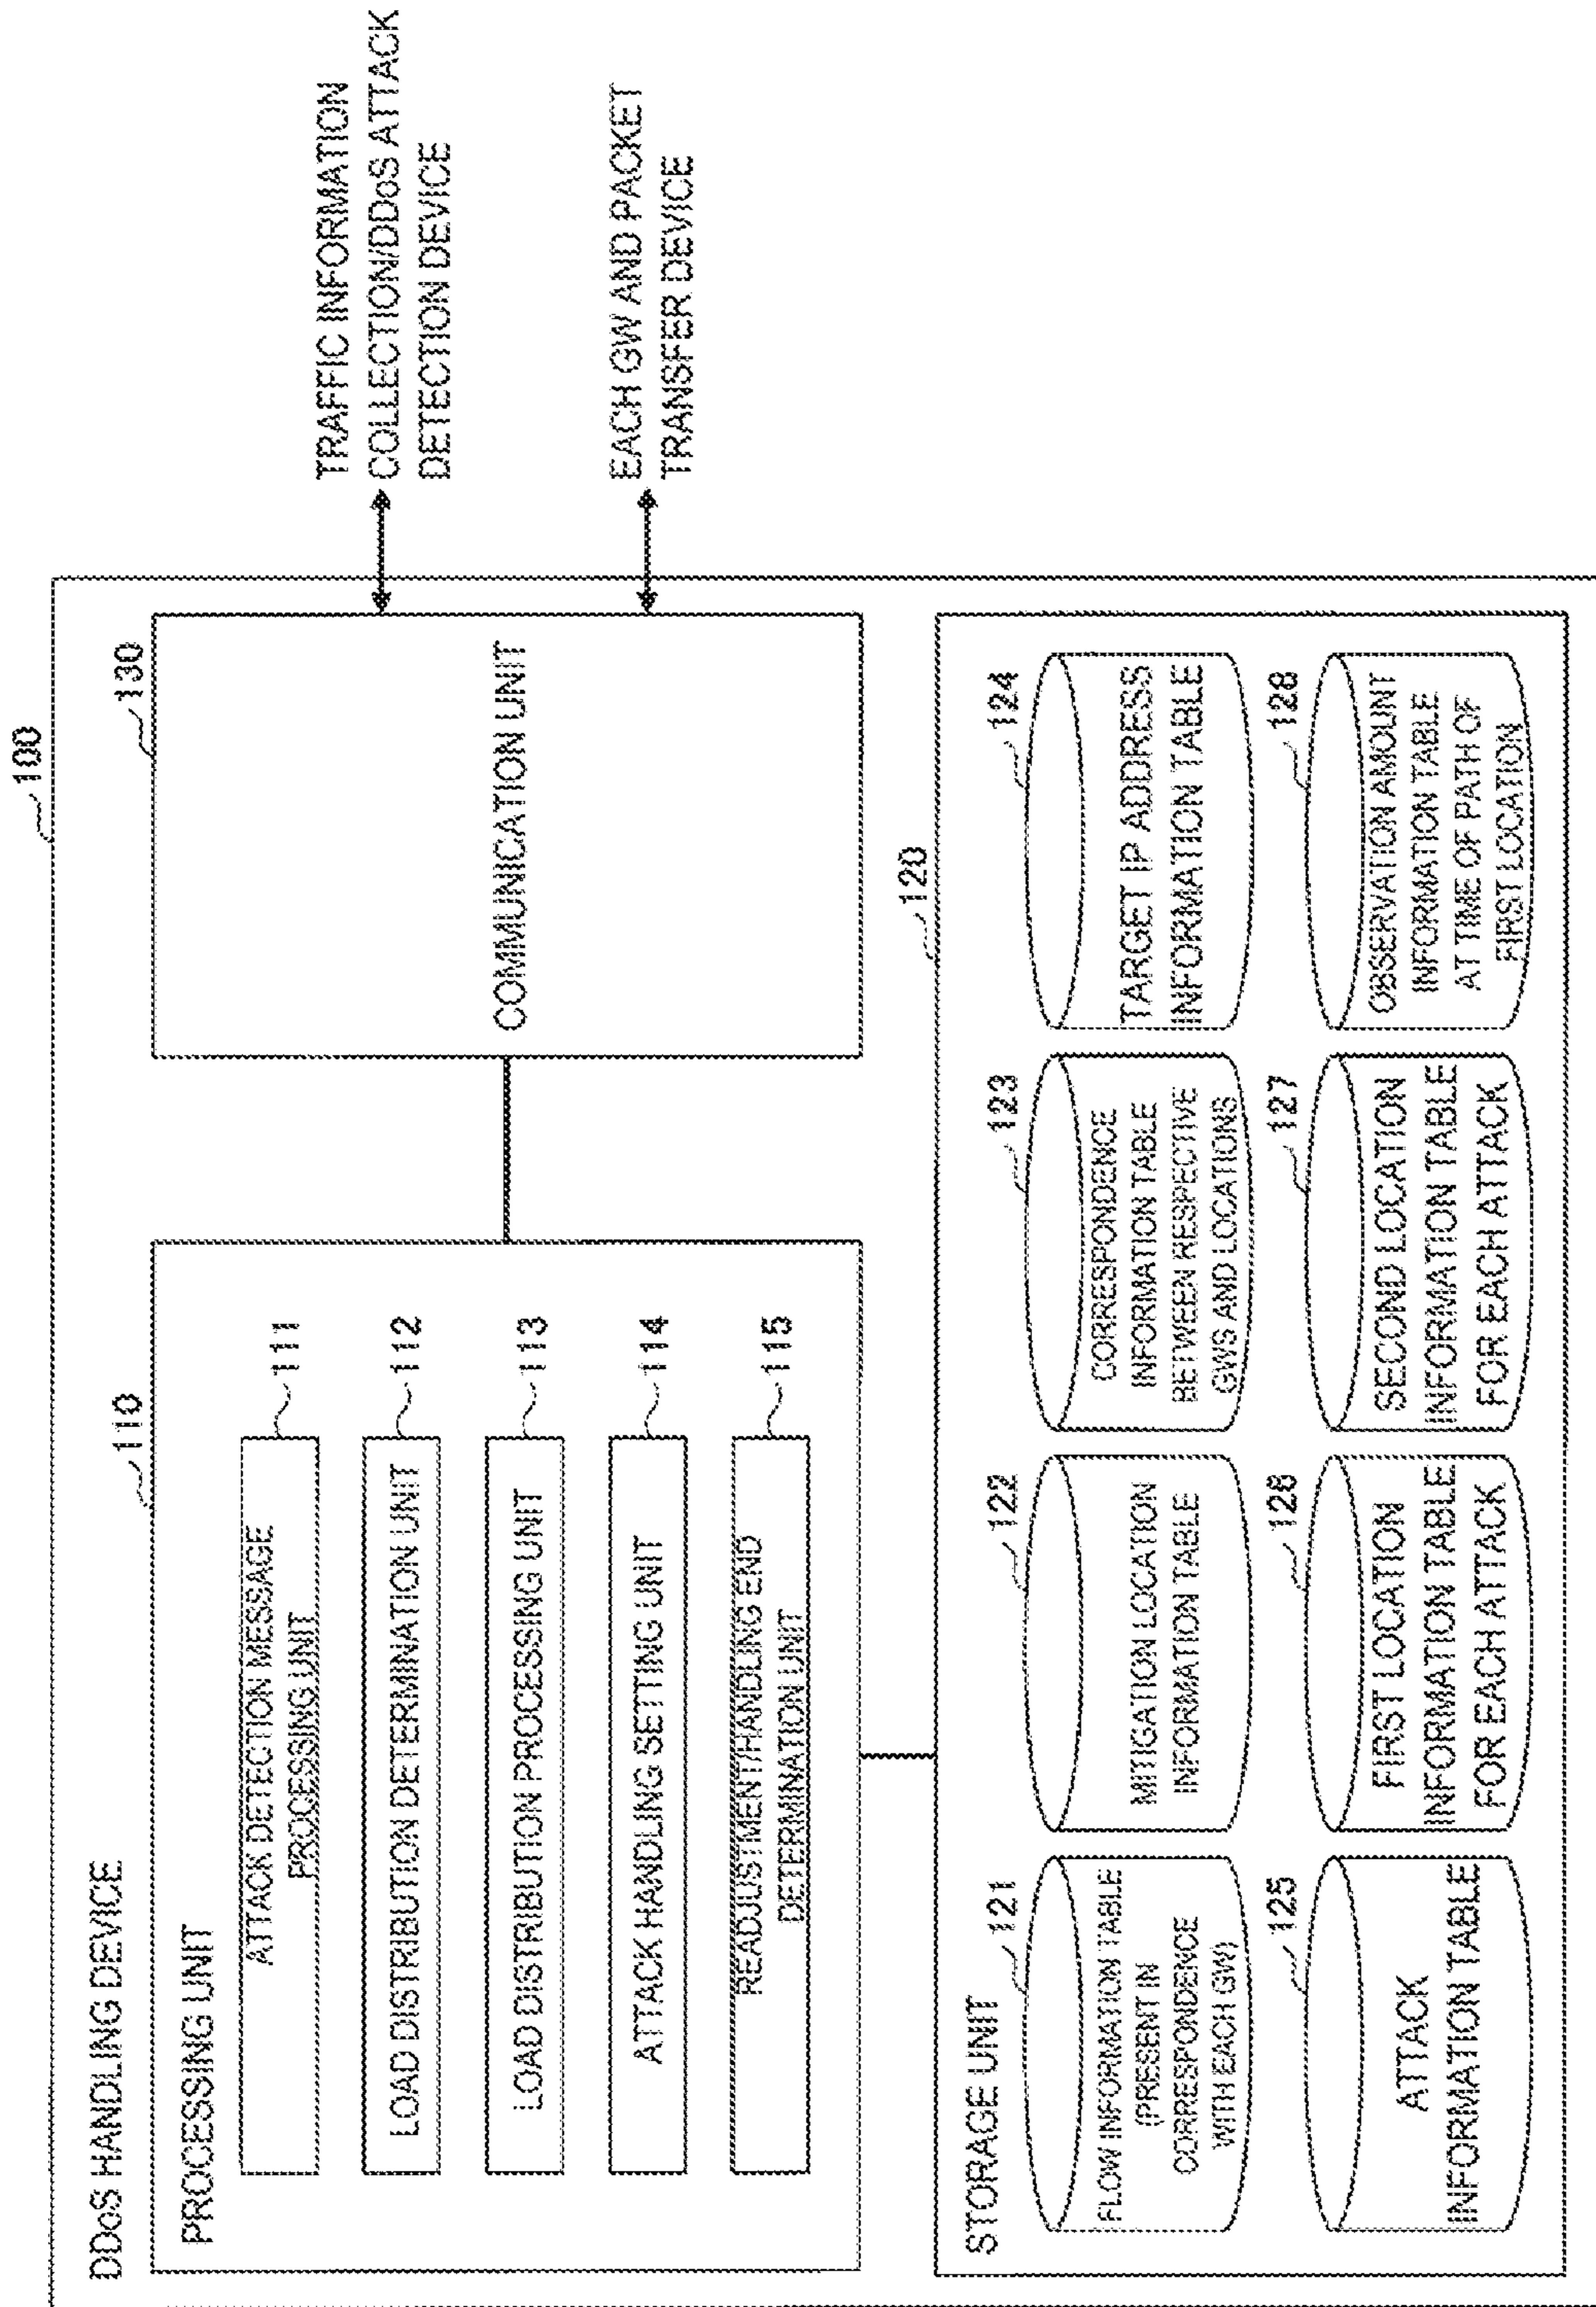 100
DDoS HANDLING DEVICE
110
PROCESSING UNIT
ATTACK DETECTION MESSAGE
PROCESSING UNIT
111
LOAD DISTRIBUTION DETERMINATION UNIT
112
LOAD DISTRIBUTION PROCESSING UNIT
113
ATTACK HANDLING SETTING UNIT
114
READJUSTMENT/HANDLING END
DETERMINATION UNIT
115
130
COMMUNICATION UNIT
TRAFFIC INFORMATION
COLLECTION/DDoS ATTACK
DETECTION DEVICE
EACH GW AND PACKET
TRANSFER DEVICE
120
STORAGE UNIT
121
FLOW INFORMATION TABLE
(PRESENT IN
CORRESPONDENCE
WITH EACH GW)
122
MITIGATION LOCATION
INFORMATION TABLE
123
CORRESPONDENCE
INFORMATION TABLE
BETWEEN RESPECTIVE
GWS AND LOCATIONS
124
TARGET IP ADDRESS
INFORMATION TABLE
125
ATTACK
INFORMATION TABLE
126
FIRST LOCATION
INFORMATION TABLE
FOR EACH ATTACK
127
SECOND LOCATION
INFORMATION TABLE
FOR EACH ATTACK
128
OBSERVATION AMOUNT
INFORMATION TABLE
AT TIME OF PATH OF
FIRST LOCATION